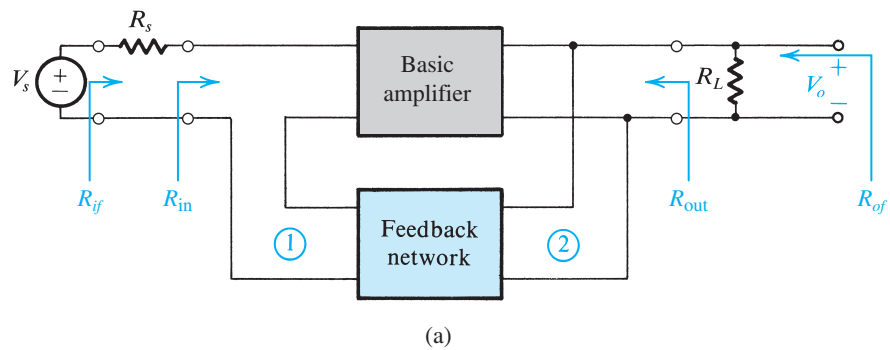 R_s
V_s
+
−
Basic
amplifier
R_L
+
V_o
−
R_if
R_in
R_out
R_of
1
Feedback
network
2
(a)